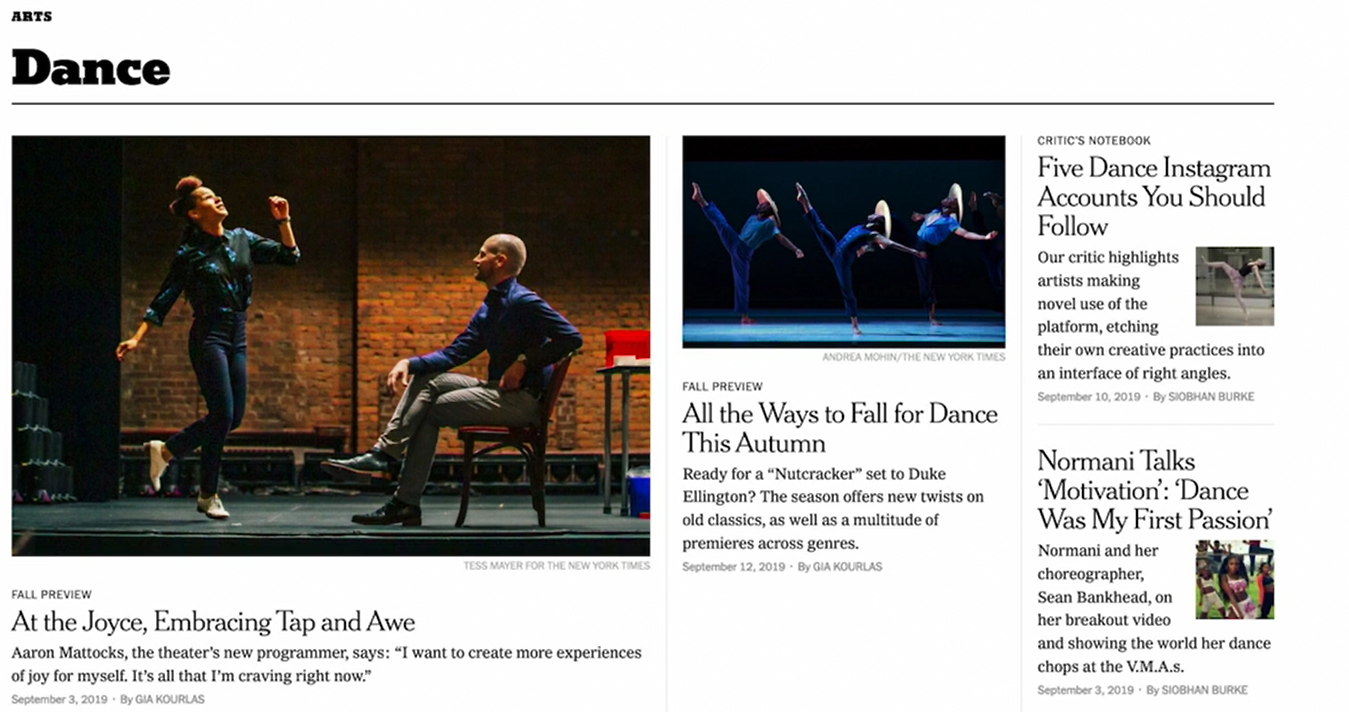 ARTS
Dance
TESS MAYER FOR THE NEW YORK TIMES
FALL PREVIEW
At the Joyce, Embracing Tap and Awe
Aaron Mattocks, the theater’s new programmer, says: “I want to create more experiences
of joy for myself. It’s all that I’m craving right now.”
September 3, 2019 · By GIA KOURLAS
ANDREA MOHIN/THE NEW YORK TIMES
FALL PREVIEW
All the Ways to Fall for Dance
This Autumn
Ready for a “Nutcracker” set to Duke
Ellington? The season offers new twists on
old classics, as well as a multitude of
premieres across genres.
September 12, 2019 · By GIA KOURLAS
CRITIC’S NOTEBOOK
Five Dance Instagram
Accounts You Should
Follow
Our critic highlights
artists making
novel use of the
platform, etching
their own creative practices into
an interface of right angles.
September 10, 2019 · By SIOBHAN BURKE
Normani Talks
‘Motivation’: ‘Dance
Was My First Passion’
Normani and her
choreographer,
Sean Bankhead, on
her breakout video
and showing the world her dance
chops at the V.M.A.s.
September 3, 2019 · By SIOBHAN BURKE